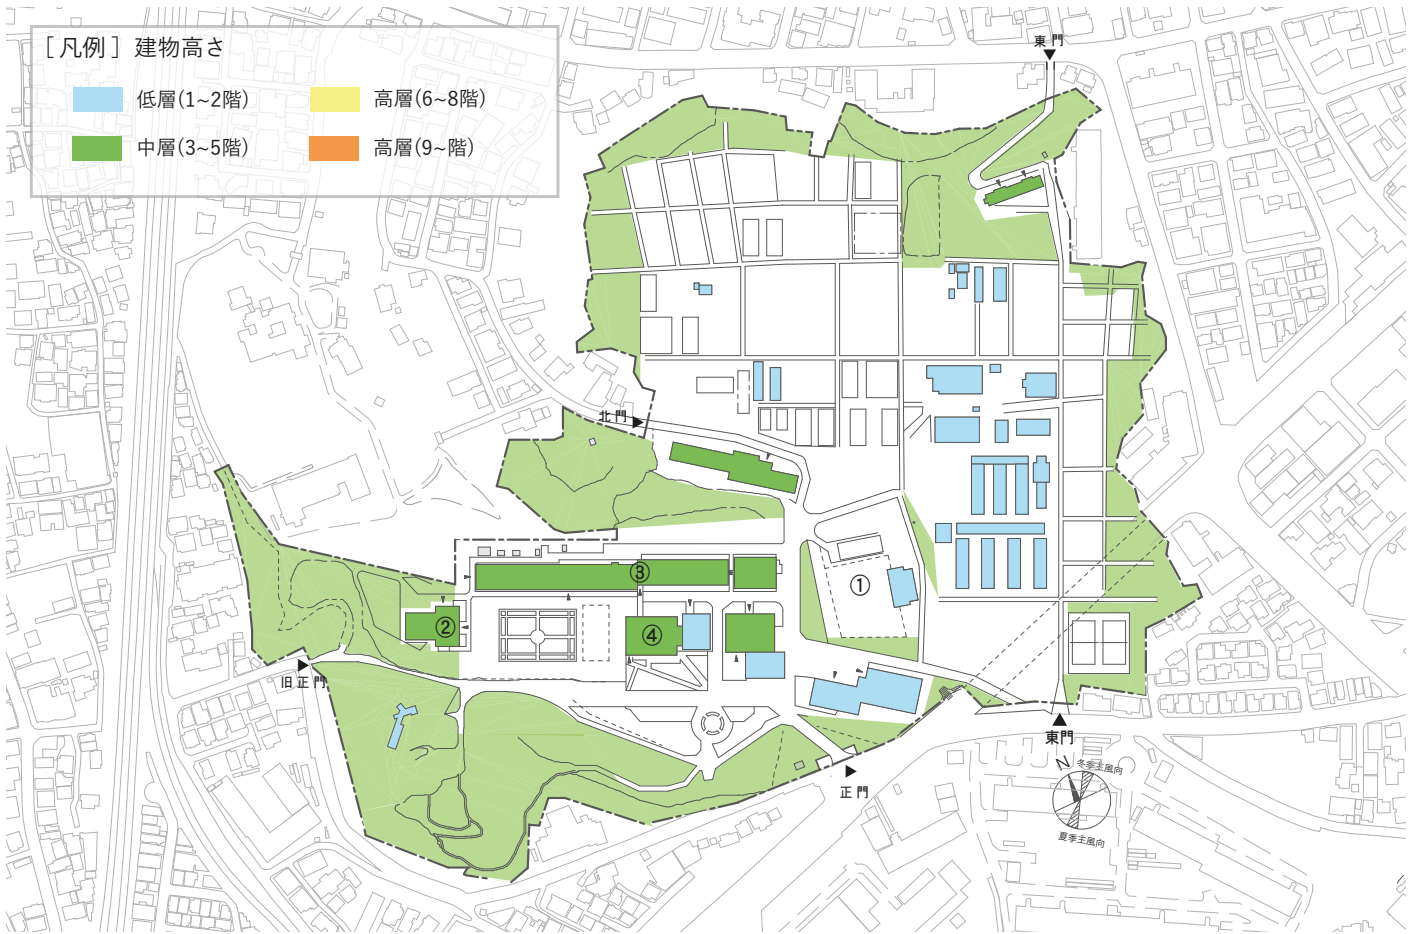 ［凡例］建物高さ
低層(1~2階)
高層(6~8階)
中層(3~5階)
高層(9~階)
東門
北門
①
③
②
④
旧正門
東門
正門
N
冬季主風向
夏季主風向